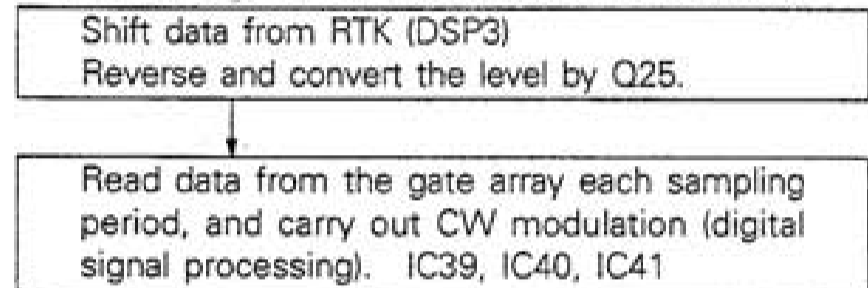 Shift data from RTK (DSP3)
Reverse and convert the level by Q25.
Read data from the gate array each sampling
period, and carry out CW modulation (digital
signal processing). IC39, IC40, IC41